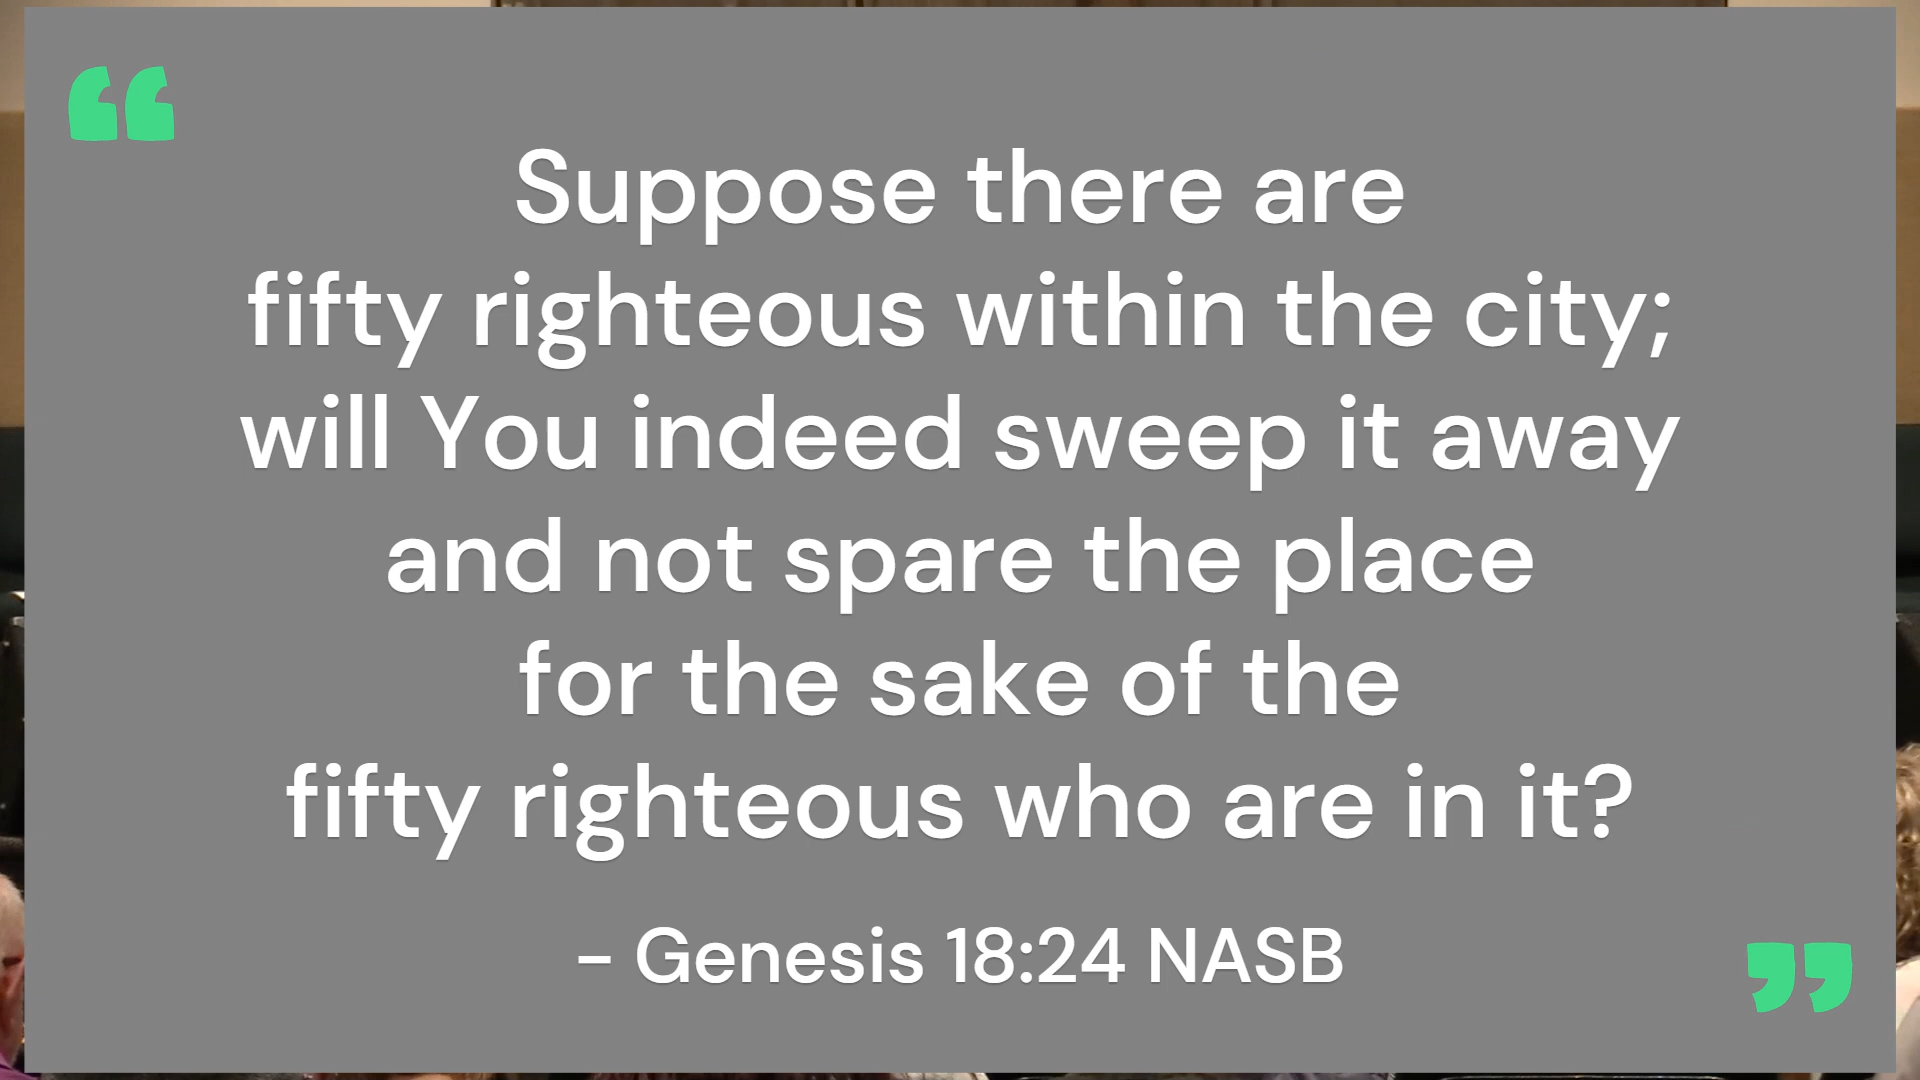 “
Suppose there are
fifty righteous within the city;
will You indeed sweep it away
and not spare the place
for the sake of the
fifty righteous who are in it?
- Genesis 18:24 NASB
”